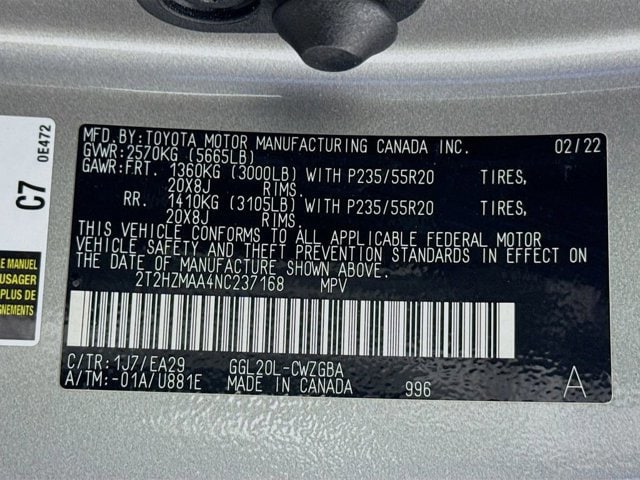 MFD.BY:TOYOTA MOTOR MANUFACTURING CANADA INC. 02/22
GVWR:2570KG (5665LB)
GAWR:FRT. 1360KG (3000LB) WITH P235/55R20 TIRES,
20X8J RIMS.
RR. 1410KG (3105LB) WITH P235/55R20 TIRES,
20X8J RIMS.
THIS VEHICLE CONFORMS TO ALL APPLICABLE FEDERAL MOTOR
VEHICLE SAFETY AND THEFT PREVENTION STANDARDS IN EFFECT ON
THE DATE OF MANUFACTURE SHOWN ABOVE.
2T2HZMAA4NC237168 MPV
C/TR:1J7/EA29 GGL20L-CWZGBA
A/TM:-01A/U881E MADE IN CANADA 996 A
C7
0E472
E MANUEL
USAGER
PLUS DE
GNEMENTS